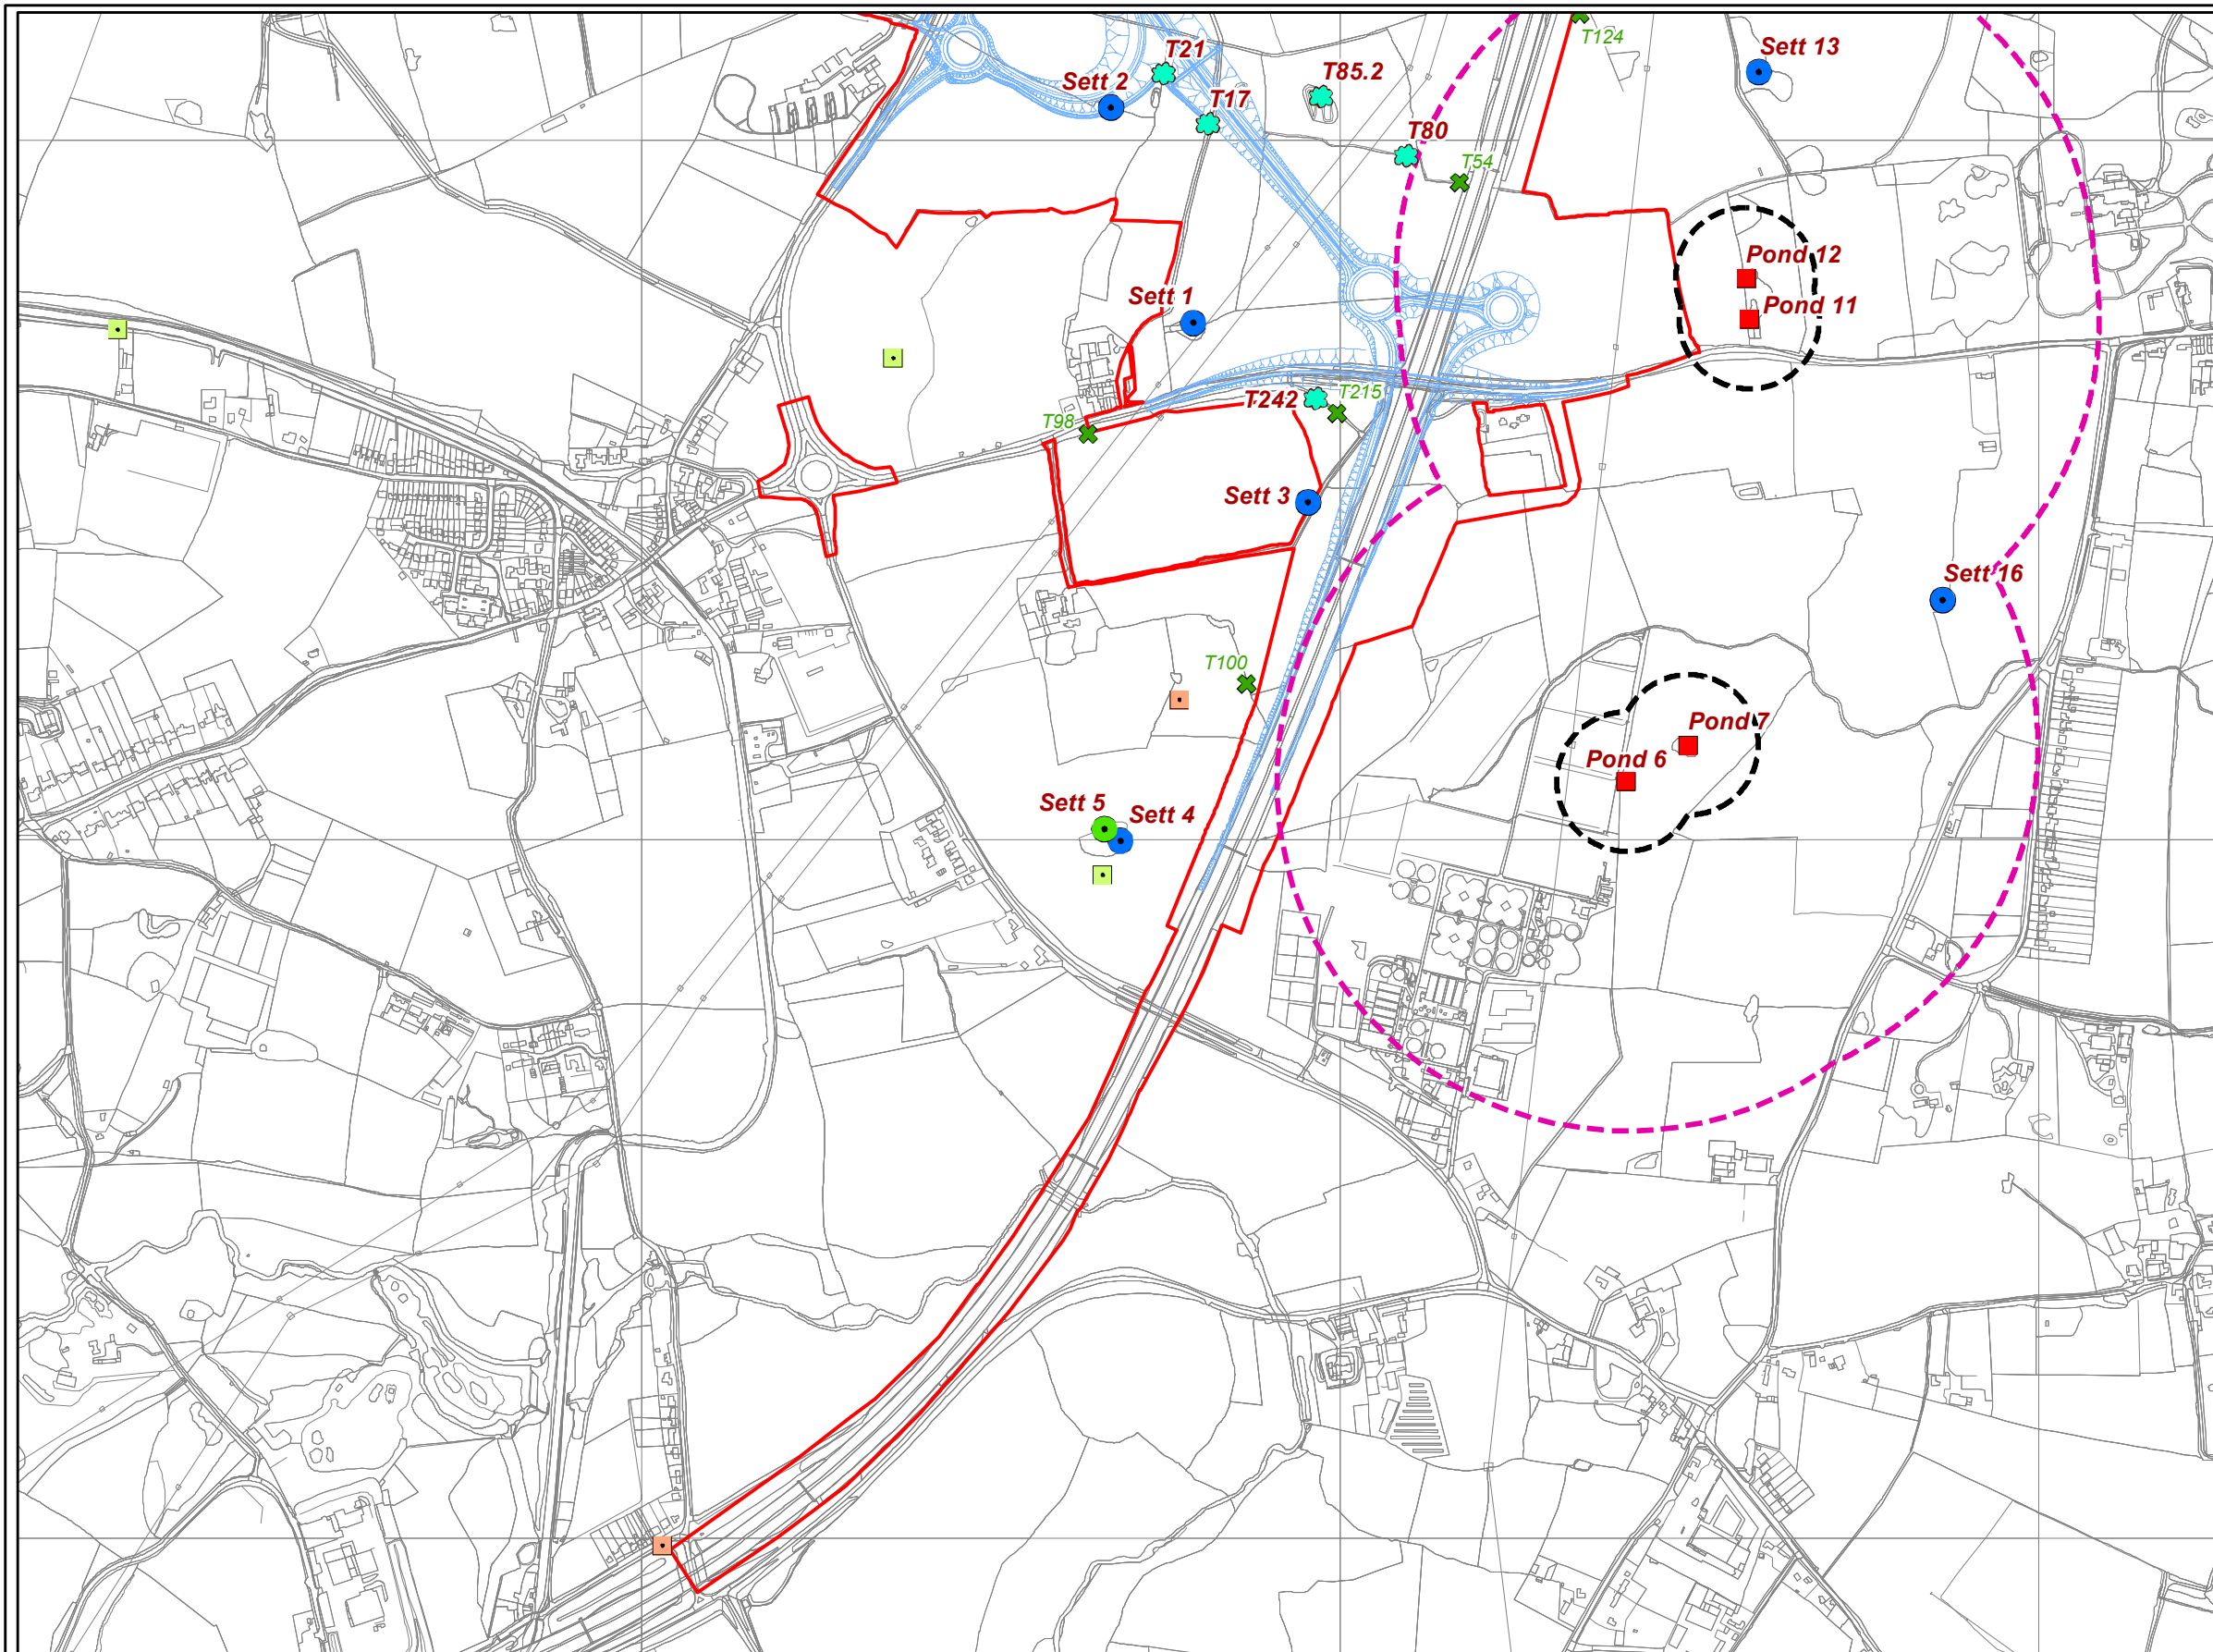 T124
Sett 13
T21
Sett 2
T85.2
T17
T80
T54
Pond 12
Sett 1
Pond 11
T242
T215
T98
Sett 3
Sett 16
T100
Pond 7
Pond 6
Sett 5
Sett 4